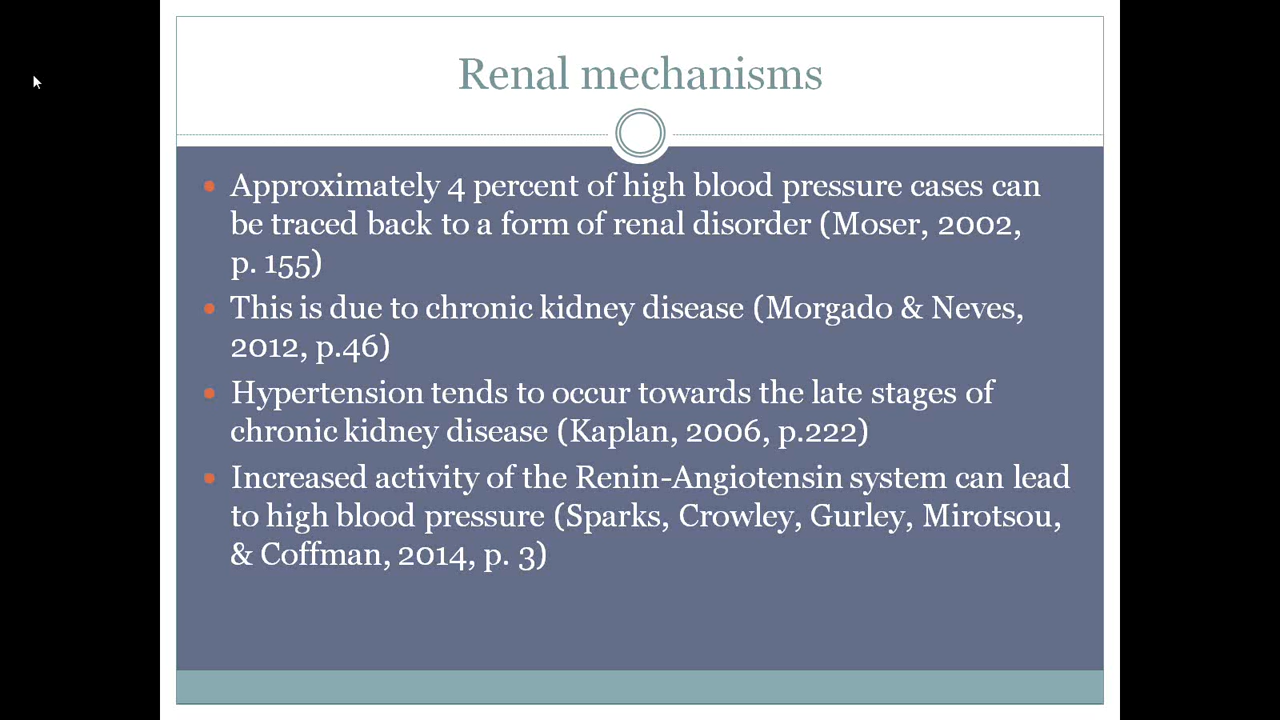 Renal mechanisms
• Approximately 4 percent of high blood pressure cases can
be traced back to a form of renal disorder (Moser, 2002,
p. 155)
• This is due to chronic kidney disease (Morgado & Neves,
2012, p.46)
• Hypertension tends to occur towards the late stages of
chronic kidney disease (Kaplan, 2006, p.222)
• Increased activity of the Renin-Angiotensin system can lead
to high blood pressure (Sparks, Crowley, Gurley, Mirotsou,
& Coffman, 2014, p. 3)